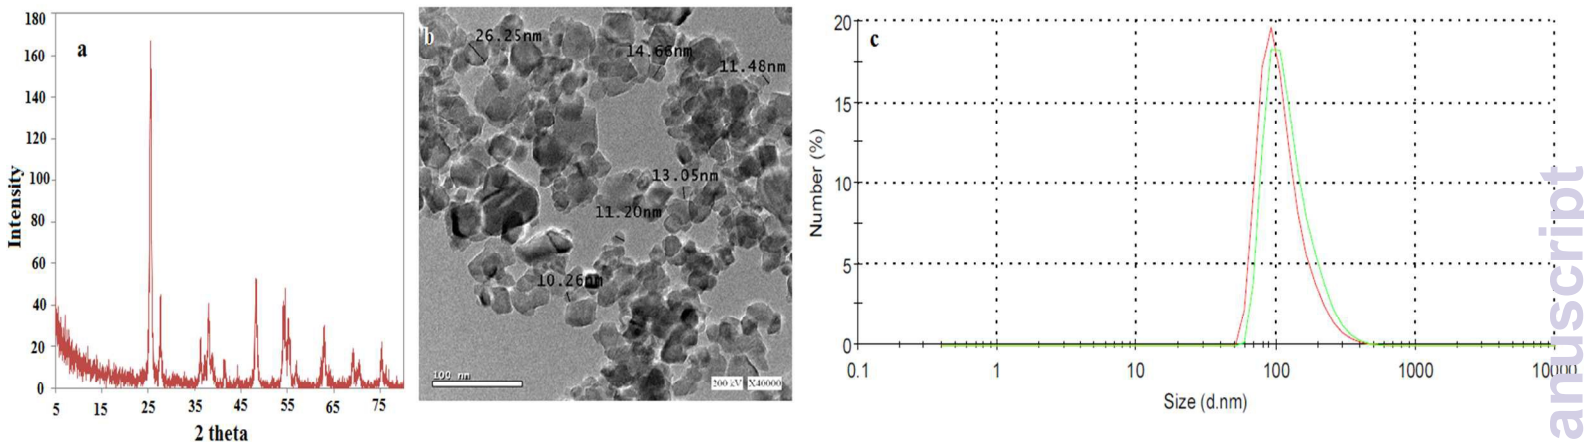 180
160
140
120
100
80
60
40
20
0
Intensity
a
5 15 25 35 45 55 65 75
2 theta
b
26.25nm
14.66nm
11.48nm
13.05nm
11.20nm
10.26nm
100 nm
200 kV X40000
c
20
15
10
5
0
Number (%)
0.1 1 10 100 1000 10000
Size (d.nm)
anuscript